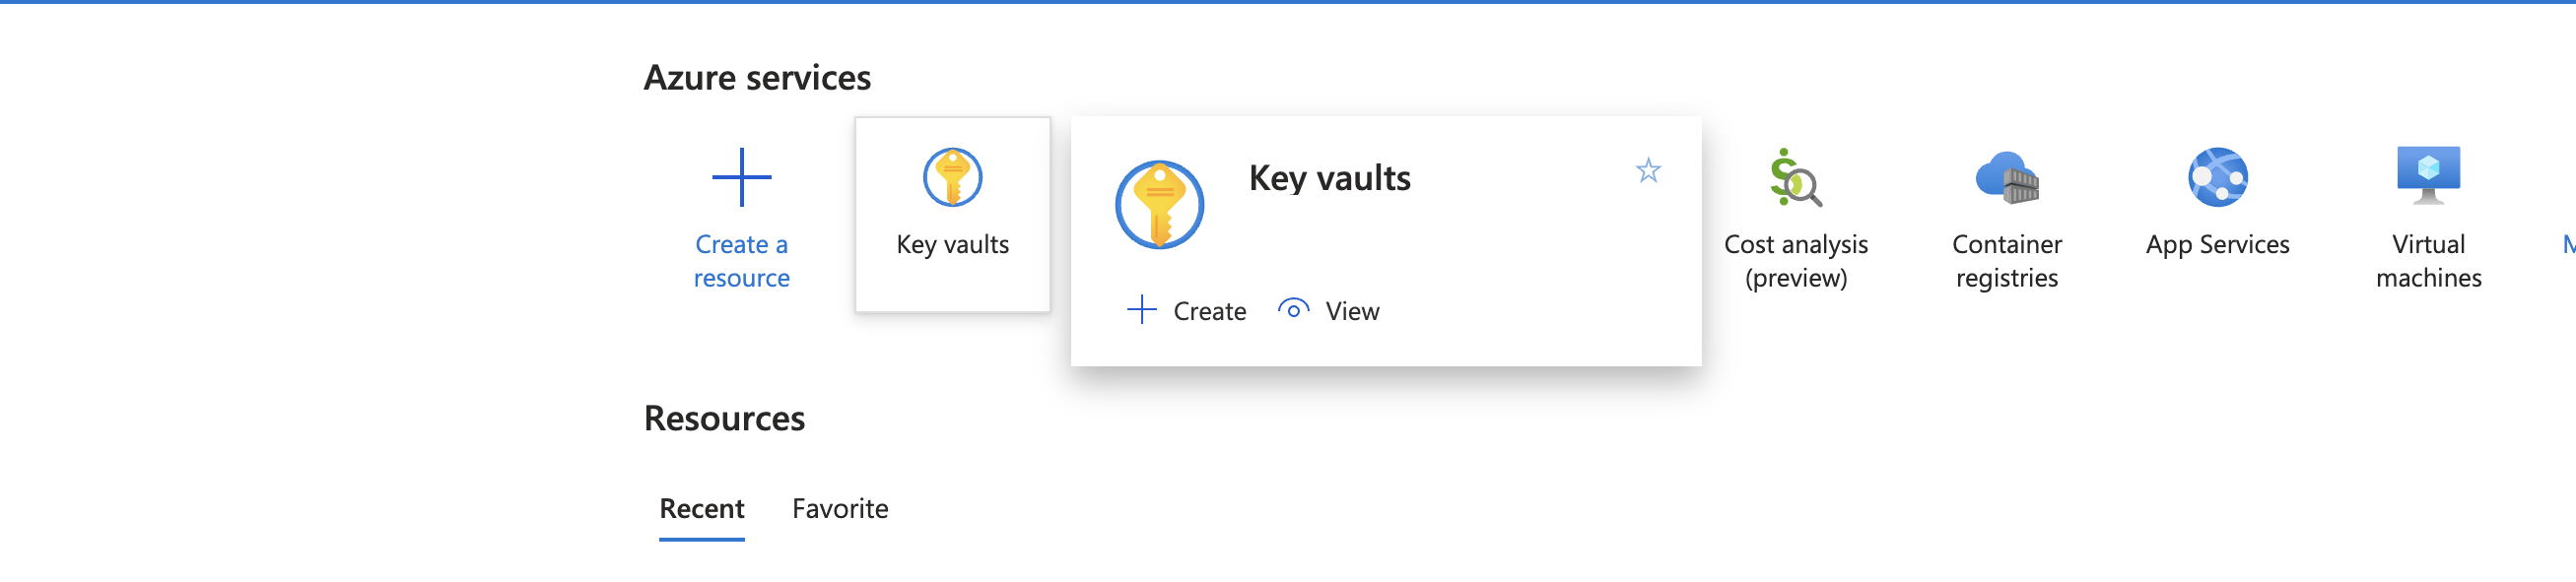 Azure services
Create a
resource
Key vaults
Key vaults
Create
View
Cost analysis
(preview)
Container
registries
App Services
Virtual
machines
Resources
Recent
Favorite